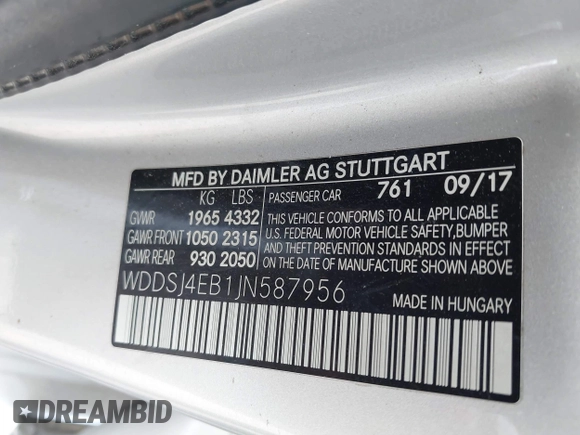 MFD BY DAIMLER AG STUTTGART
KG LBS PASSENGER CAR 761 09/17
GVWR 1965 4332
GAWR FRONT 1050 2315
GAWR REAR 930 2050
THIS VEHICLE CONFORMS TO ALL APPLICABLE
U.S. FEDERAL MOTOR VEHICLE SAFETY, BUMPER
AND THEFT PREVENTION STANDARDS IN EFFECT
ON THE DATE OF MANUFACTURE SHOWN ABOVE.
WDDSJ4EB1JN587956
MADE IN HUNGARY
DREAMBID